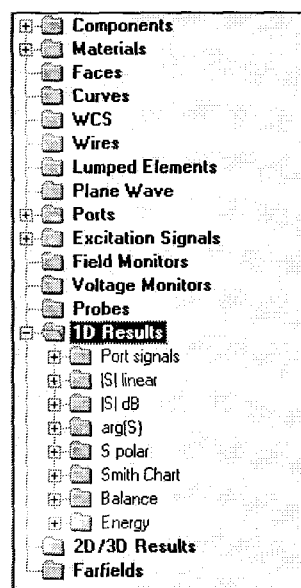 Components
Materials
Faces
Curves
WCS
Wires
Lumped Elements
Plane Wave
Ports
Excitation Signals
Field Monitors
Voltage Monitors
Probes
1D Results
Port signals
|S| linear
|S| dB
arg(S)
S polar
Smith Chart
Balance
Energy
2D/3D Results
Farfields